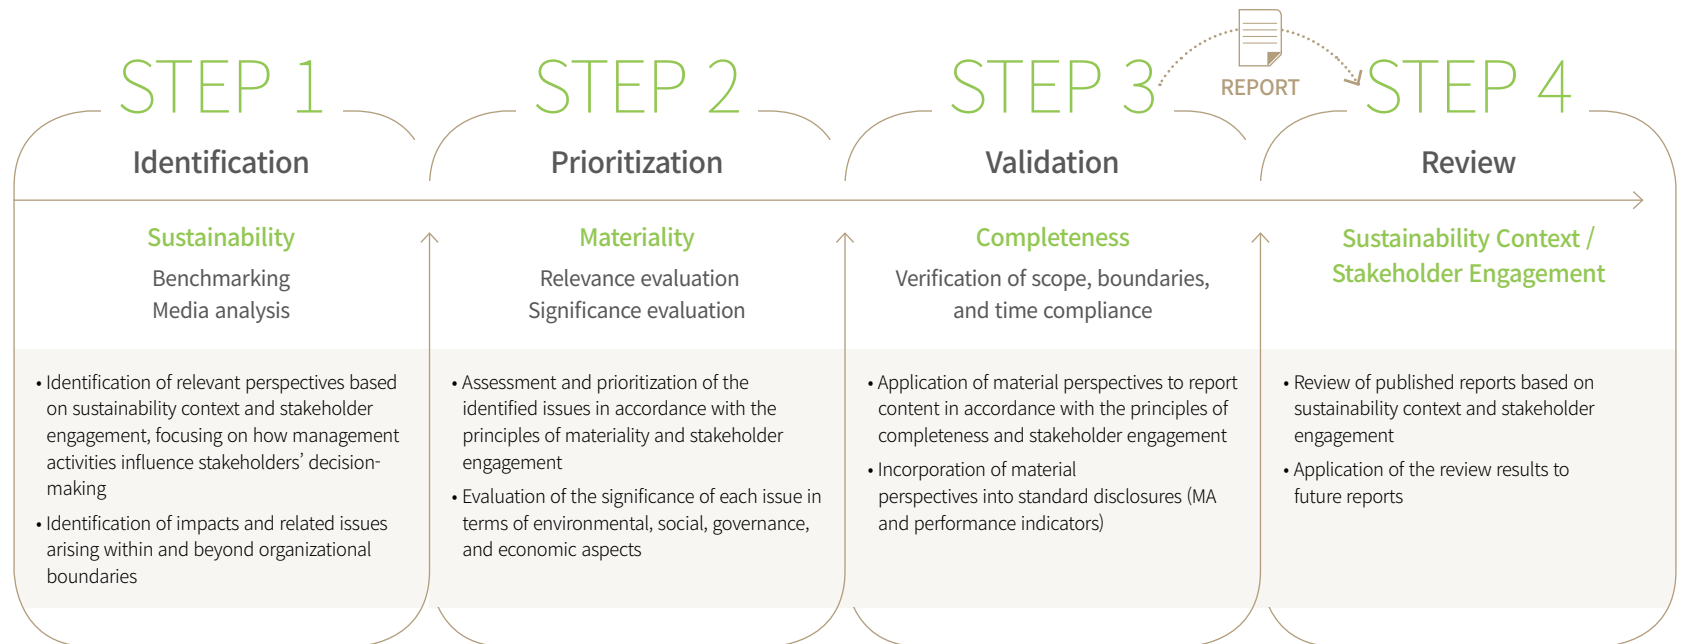 STEP 1
Identification
Sustainability
Benchmarking
Media analysis
• Identification of relevant perspectives based
on sustainability context and stakeholder
engagement, focusing on how management
activities influence stakeholders’ decision-
making
• Identification of impacts and related issues
arising within and beyond organizational
boundaries
STEP 2
Prioritization
Materiality
Relevance evaluation
Significance evaluation
• Assessment and prioritization of the
identified issues in accordance with the
principles of materiality and stakeholder
engagement
• Evaluation of the significance of each issue in
terms of environmental, social, governance,
and economic aspects
STEP 3
Validation
Completeness
Verification of scope, boundaries,
and time compliance
• Application of material perspectives to report
content in accordance with the principles of
completeness and stakeholder engagement
• Incorporation of material
perspectives into standard disclosures (MA
and performance indicators)
REPORT
STEP 4
Review
Sustainability Context /
Stakeholder Engagement
• Review of published reports based on
sustainability context and stakeholder
engagement
• Application of the review results to
future reports